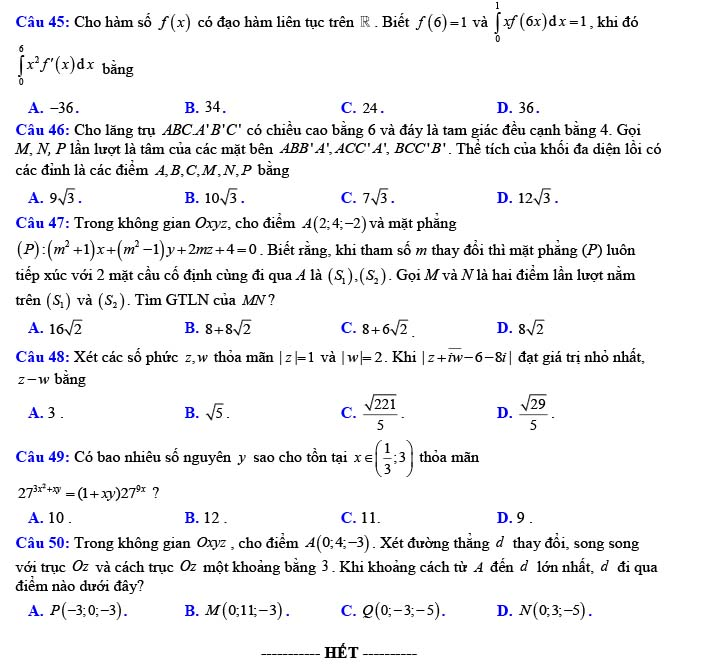 Câu 45: Cho hàm số f(x) có đạo hàm liên tục trên ℝ . Biết f(6)=1 và ∫₀¹ xf(6x)dx=1, khi đó
∫₀⁶ x²f'(x)dx bằng
A. −36. B. 34. C. 24. D. 36.
Câu 46: Cho lăng trụ ABC.A'B'C' có chiều cao bằng 6 và đáy là tam giác đều cạnh bằng 4. Gọi
M, N, P lần lượt là tâm của các mặt bên ABB'A', ACC'A', BCC'B'. Thể tích của khối đa diện lồi có
các đỉnh là các điểm A,B,C,M,N,P bằng
A. 9√3. B. 10√3. C. 7√3. D. 12√3.
Câu 47: Trong không gian Oxyz, cho điểm A(2;4;−2) và mặt phẳng
(P):(m²+1)x+(m²−1)y+2mz+4=0. Biết rằng, khi tham số m thay đổi thì mặt phẳng (P) luôn
tiếp xúc với 2 mặt cầu cố định cùng đi qua A là (S₁),(S₂). Gọi M và N là hai điểm lần lượt nằm
trên (S₁) và (S₂). Tìm GTLN của MN?
A. 16√2 B. 8+8√2 C. 8+6√2. D. 8√2
Câu 48: Xét các số phức z,w thỏa mãn |z|=1 và |w|=2. Khi |z+i\overline{w}−6−8i| đạt giá trị nhỏ nhất,
z−w bằng
A. 3 . B. √5. C. √221/5. D. √29/5.
Câu 49: Có bao nhiêu số nguyên y sao cho tồn tại x∈(1/3;3) thỏa mãn
27^{3x²+xy}=(1+xy)27^{9x} ?
A. 10 . B. 12 . C. 11. D. 9 .
Câu 50: Trong không gian Oxyz , cho điểm A(0;4;−3). Xét đường thẳng d thay đổi, song song
với trục Oz và cách trục Oz một khoảng bằng 3 . Khi khoảng cách từ A đến d lớn nhất, d đi qua
điểm nào dưới đây?
A. P(−3;0;−3). B. M(0;11;−3). C. Q(0;−3;−5). D. N(0;3;−5).
----------- HẾT ----------